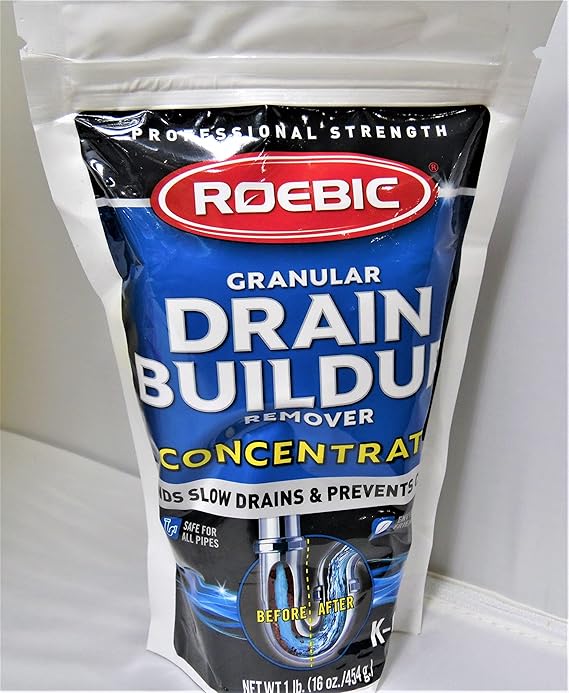 PROFESSIONAL STRENGTH
ROEBIC®
GRANULAR
DRAIN
BUILDU
REMOVER
CONCENTRAT
NDS SLOW DRAINS & PREVENTS
SAFE FOR
ALL PIPES
BEFORE AFTER
K-
NET WT 1 lb. (16 oz./454 g.)